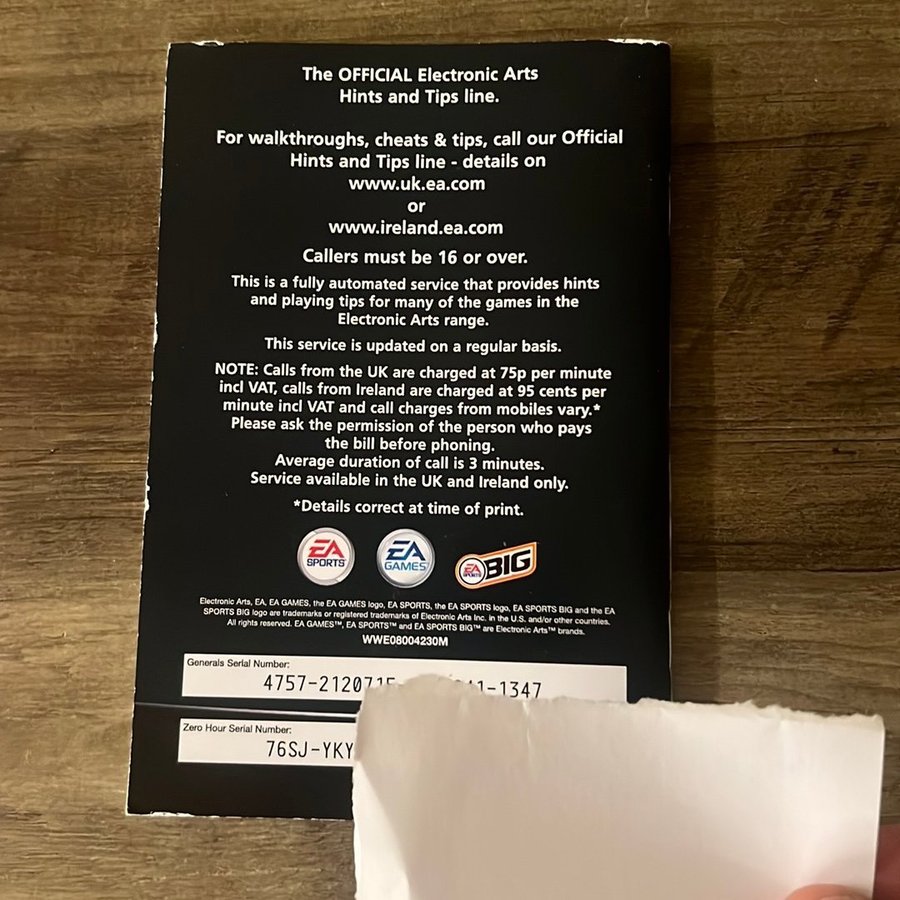 The OFFICIAL Electronic Arts
Hints and Tips line.
For walkthroughs, cheats & tips, call our Official
Hints and Tips line - details on
www.uk.ea.com
or
www.ireland.ea.com
Callers must be 16 or over.
This is a fully automated service that provides hints
and playing tips for many of the games in the
Electronic Arts range.
This service is updated on a regular basis.
NOTE: Calls from the UK are charged at 75p per minute
incl VAT, calls from Ireland are charged at 95 cents per
minute incl VAT and call charges from mobiles vary.*
Please ask the permission of the person who pays
the bill before phoning.
Average duration of call is 3 minutes.
Service available in the UK and Ireland only.
*Details correct at time of print.
EA SPORTS™ EA GAMES™ EA SPORTS BIG
Electronic Arts, EA, EA GAMES, the EA GAMES logo, EA SPORTS, the EA SPORTS logo, EA SPORTS BIG and the EA
SPORTS BIG logo are trademarks or registered trademarks of Electronic Arts Inc. in the U.S. and/or other countries.
All rights reserved. EA GAMES™, EA SPORTS™ and EA SPORTS BIG™ are Electronic Arts™ brands.
WWE08004230M
Generals Serial Number:
4757-21207 -1347
Zero Hour Serial Number:
76SJ-YKY